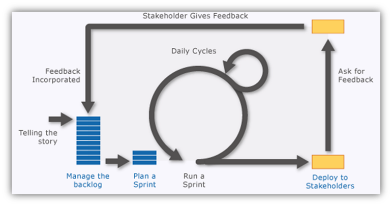 Stakeholder Gives Feedback
Daily Cycles
Feedback
Incorporated
Ask for
Feedback
Telling the
story
Manage the
backlog
Plan a
Sprint
Run a
Sprint
Deploy to
Stakeholders